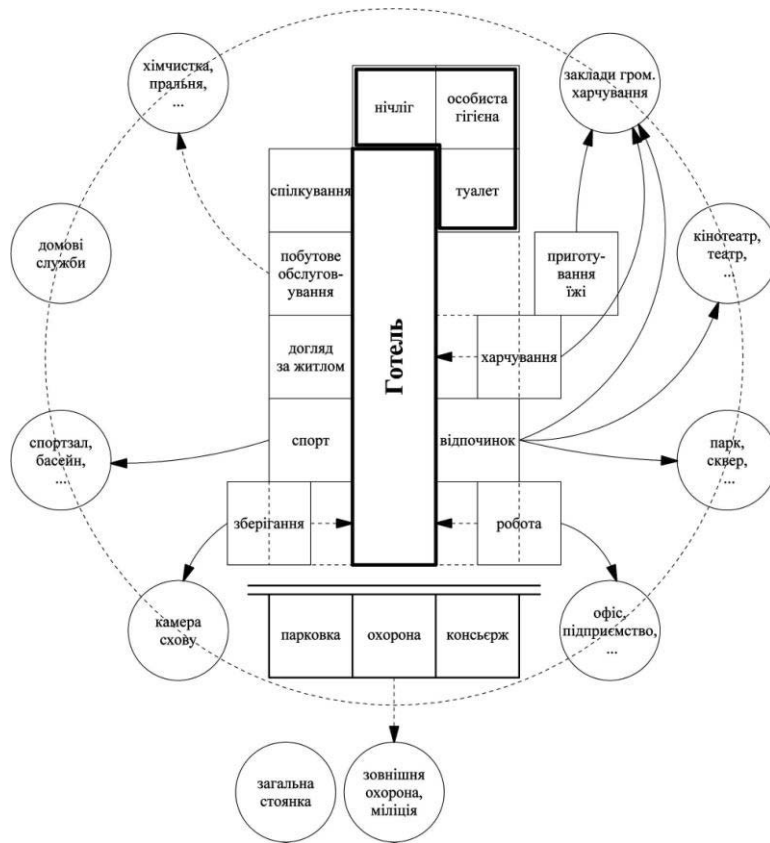 хімчистка,
пральня,
...
нічліг
особиста
гігієна
заклади гром.
харчування
спілкування
туалет
домові
служби
побутове
обслугов-
ування
приготу-
вання
їжі
кінотеатр,
театр,
...
Готель
догляд
за житлом
харчування
спортзал,
басейн,
...
спорт
відпочинок
парк,
сквер,
...
зберігання
робота
камера
схову
парковка
охорона
консьєрж
офіс,
підприємство,
...
загальна
стоянка
зовнішня
охорона,
міліція